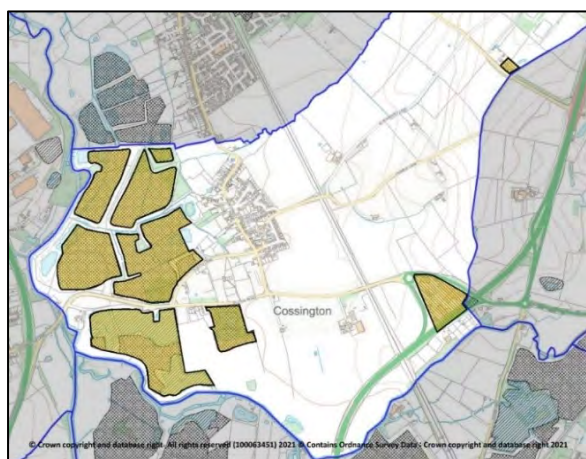 Cossington
© Crown copyright and database right. All rights reserved (100063451) 2021 © Contains Ordnance Survey Data : Crown copyright and database right 2021